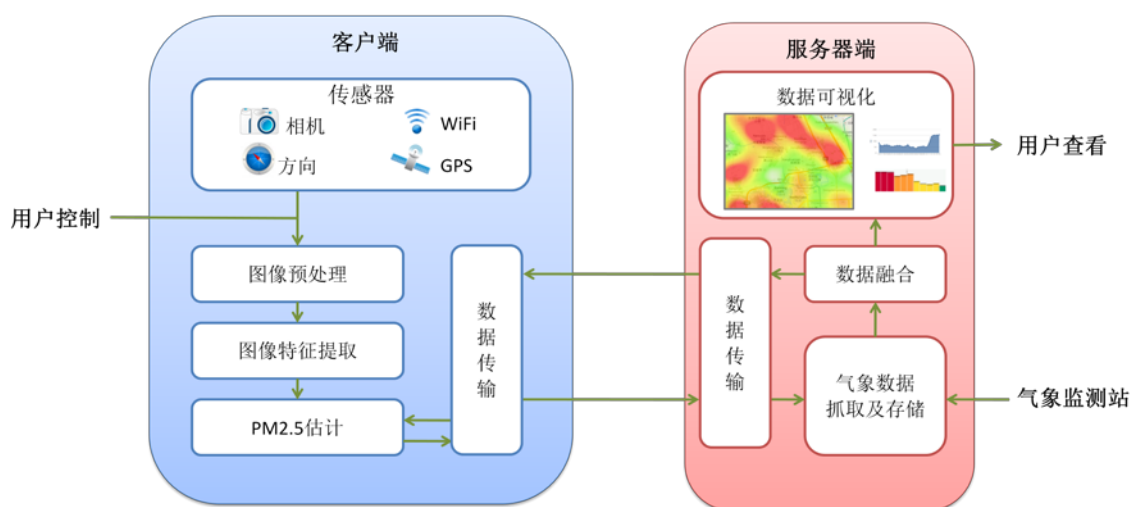 客户端
传感器
相机
WiFi
方向
GPS
用户控制
图像预处理
图像特征提取
PM2.5估计
数
据
传
输
服务器端
数据可视化
用户查看
数
据
传
输
数据融合
气象数据
抓取及存储
气象监测站